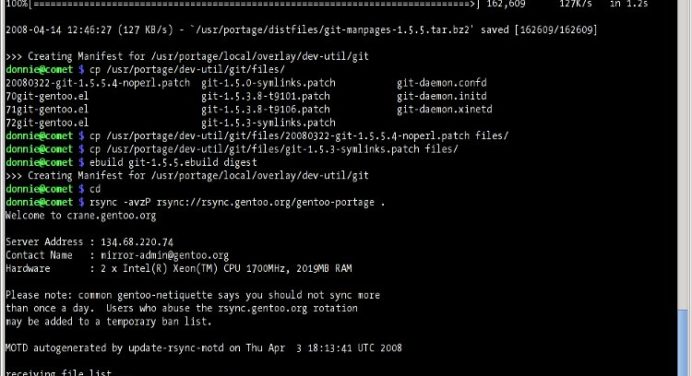 100%[======================================================================>] 162,609     127K/s   in 1.2s
2008-04-14 12:46:27 (127 KB/s) - `/usr/portage/distfiles/git-manpages-1.5.5.tar.bz2' saved [162609/162609]
>>> Creating Manifest for /usr/portage/local/overlay/dev-util/git
donnie@comet $ cp /usr/portage/dev-util/git/files/
20080322-git-1.5.5.4-noperl.patch  git-1.5.0-symlinks.patch  git-daemon.confd
70git-gentoo.el  git-1.5.3.8-t9101.patch  git-daemon.initd
71git-gentoo.el  git-1.5.3.8-t9106.patch  git-daemon.xinetd
72git-gentoo.el  git-1.5.3-symlinks.patch
donnie@comet $ cp /usr/portage/dev-util/git/files/20080322-git-1.5.5.4-noperl.patch files/
donnie@comet $ cp /usr/portage/dev-util/git/files/git-1.5.3-symlinks.patch files/
donnie@comet $ ebuild git-1.5.5.ebuild digest
>>> Creating Manifest for /usr/portage/local/overlay/dev-util/git
donnie@comet $ cd
donnie@comet $ rsync -avzP rsync://rsync.gentoo.org/gentoo-portage .
Welcome to crane.gentoo.org
Server Address : 134.68.220.74
Contact Name   : mirror-admin@gentoo.org
Hardware       : 2 x Intel(R) Xeon(TM) CPU 1700MHz, 2019MB RAM
Please note: common gentoo-netiquette says you should not sync more
than once a day.  Users who abuse the rsync.gentoo.org rotation
may be added to a temporary ban list.
MOTD autogenerated by update-rsync-motd on Thu Apr  3 18:13:41 UTC 2008
receiving file list